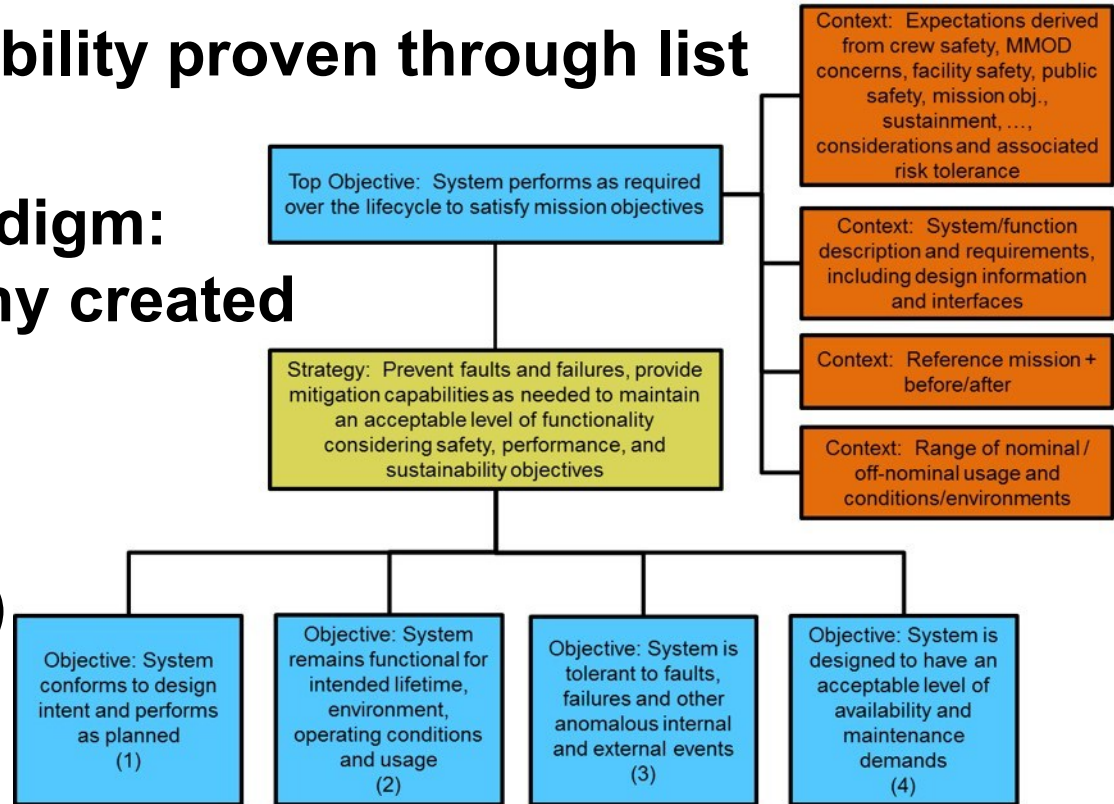 bility proven through list
digm:
ny created
)
Top Objective: System performs as required
over the lifecycle to satisfy mission objectives
Context: Expectations derived
from crew safety, MMOD
concerns, facility safety, public
safety, mission obj.,
sustainment, ...,
considerations and associated
risk tolerance
Context: System/function
description and requirements,
including design information
and interfaces
Context: Reference mission +
before/after
Context: Range of nominal /
off-nominal usage and
conditions/environments
Strategy: Prevent faults and failures, provide
mitigation capabilities as needed to maintain
an acceptable level of functionality
considering safety, performance, and
sustainability objectives
Objective: System
conforms to design
intent and performs
as planned
(1)
Objective: System
remains functional for
intended lifetime,
environment,
operating conditions
and usage
(2)
Objective: System is
tolerant to faults,
failures and other
anomalous internal
and external events
(3)
Objective: System is
designed to have an
acceptable level of
availability and
maintenance
demands
(4)